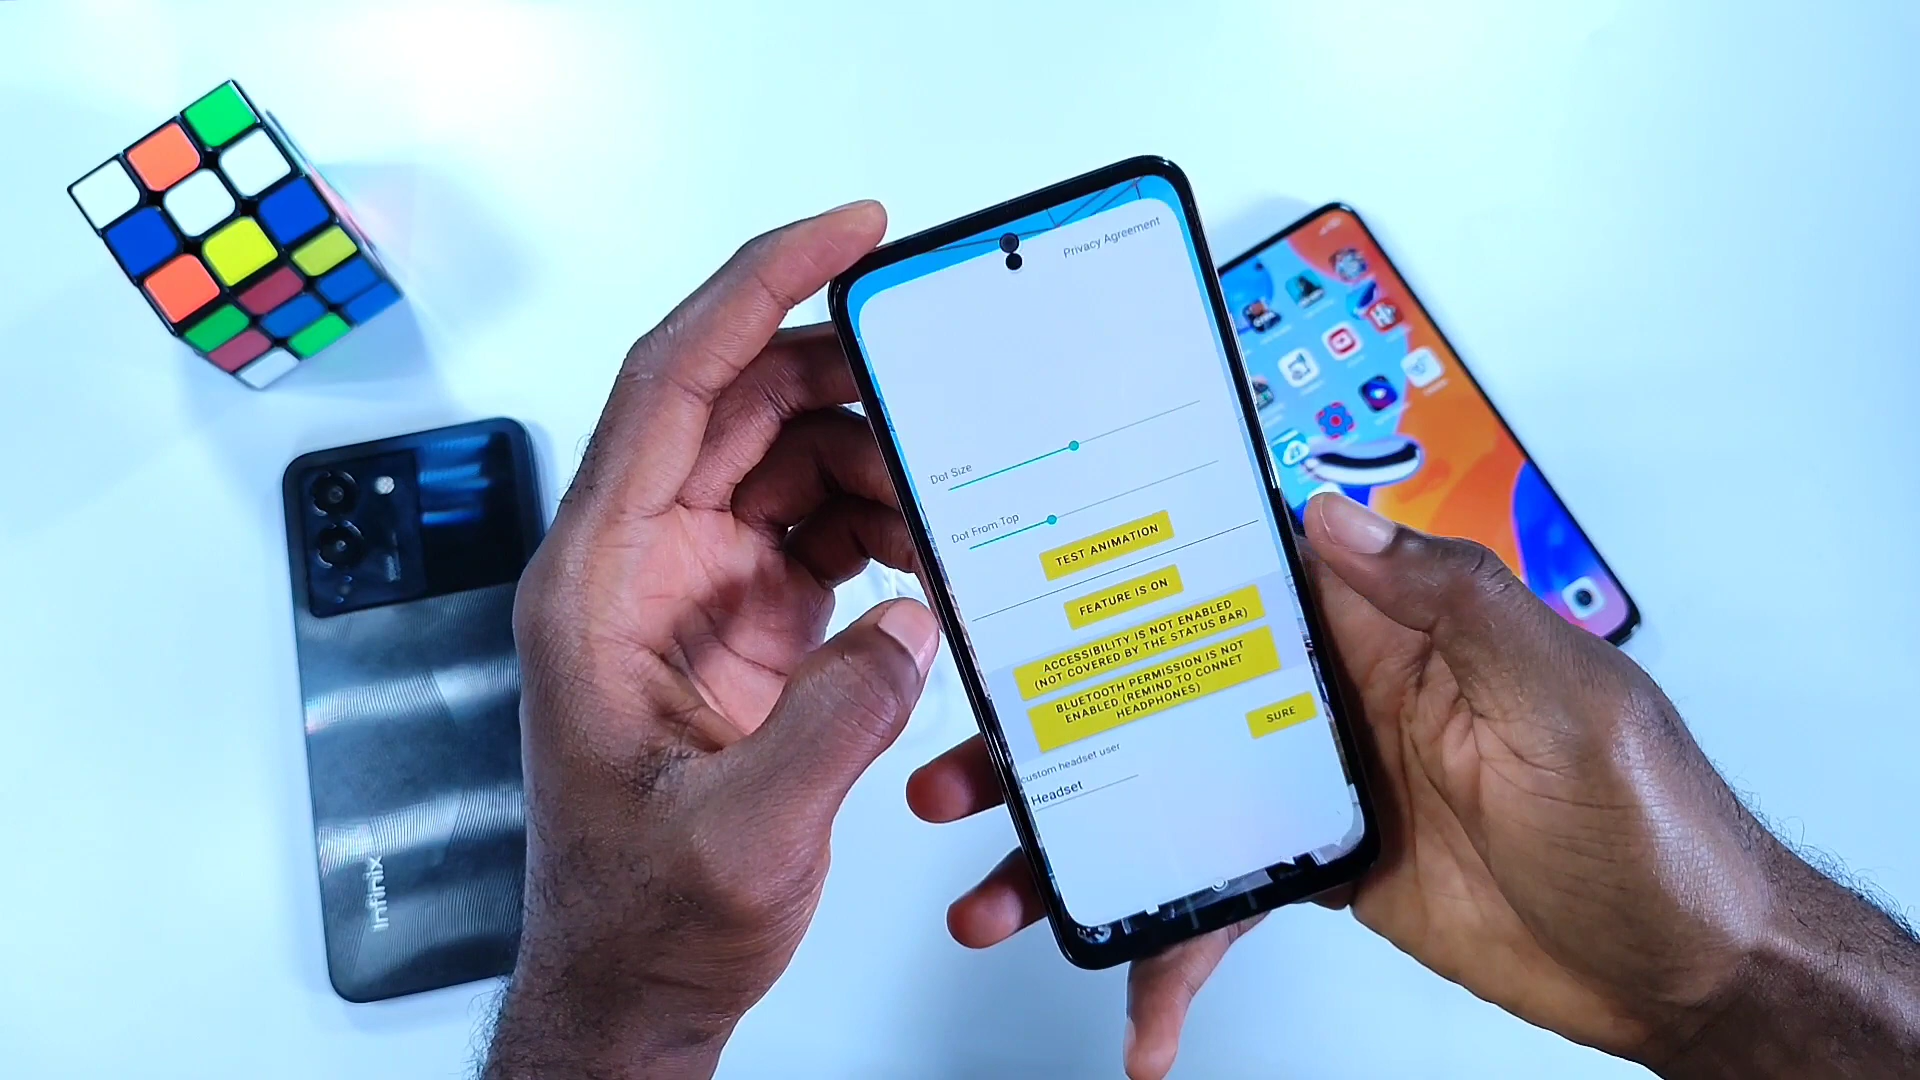 Privacy Agreement
Dot Size
Dot From Top
TEST ANIMATION
FEATURE IS ON
ACCESSIBILITY IS NOT ENABLED
(NOT COVERED BY THE STATUS BAR)
BLUETOOTH PERMISSION IS NOT
ENABLED (REMIND TO CONNET
HEADPHONES)
SURE
custom headset user
Headset
Infinix